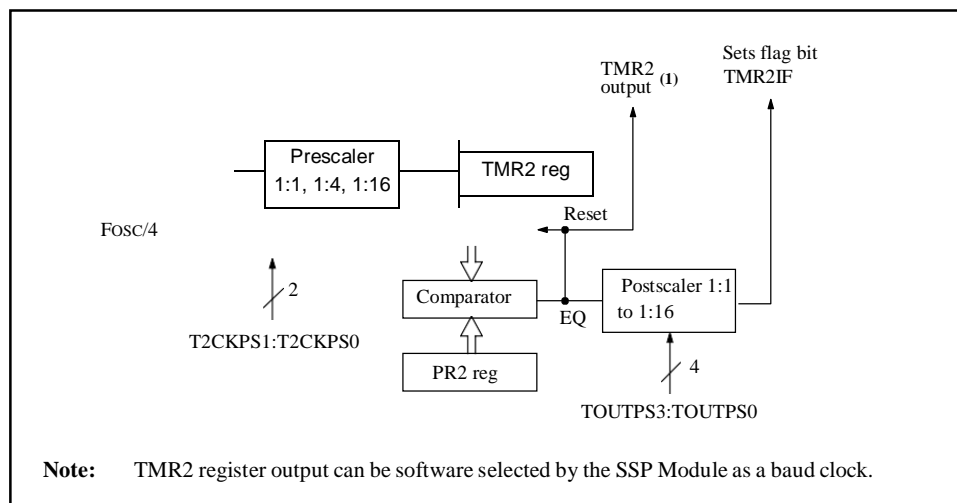 Sets flag bit
TMR2IF
TMR2
output (1)
Prescaler
1:1, 1:4, 1:16
TMR2 reg
Reset
FOSC/4
2
T2CKPS1:T2CKPS0
Comparator
EQ
Postscaler 1:1
to 1:16
PR2 reg
4
TOUTPS3:TOUTPS0
Note: TMR2 register output can be software selected by the SSP Module as a baud clock.